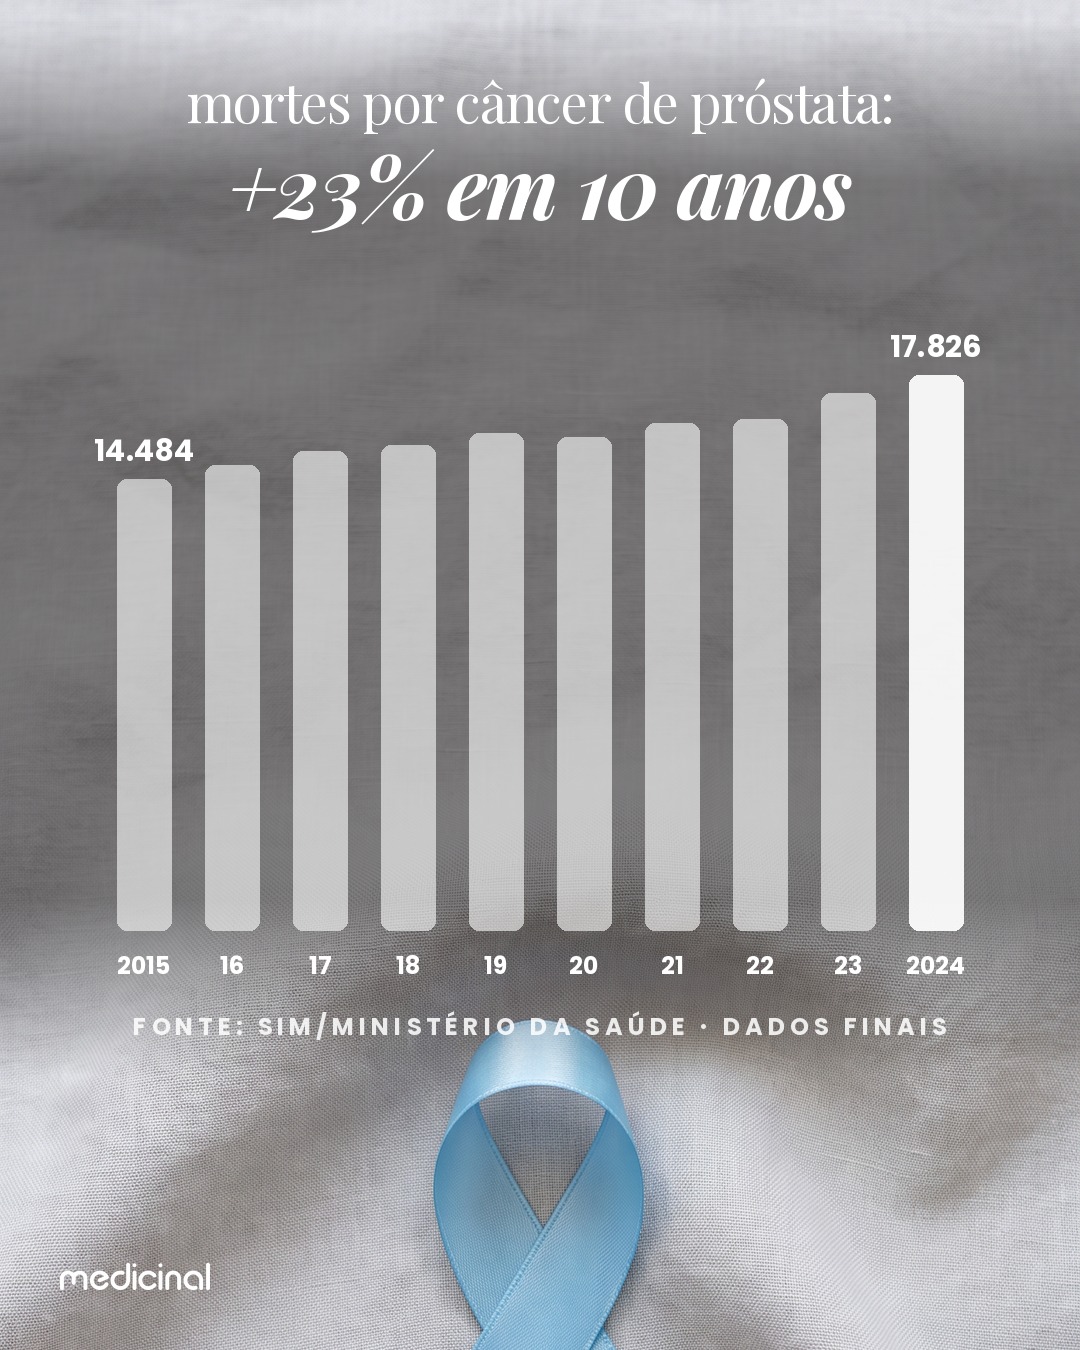 mortes por câncer de próstata:
+23% em 10 anos
17.826
14.484
2015 16 17 18 19 20 21 22 23 2024
FONTE: SIM/MINISTÉRIO DA SAÚDE · DADOS FINAIS
medicinal